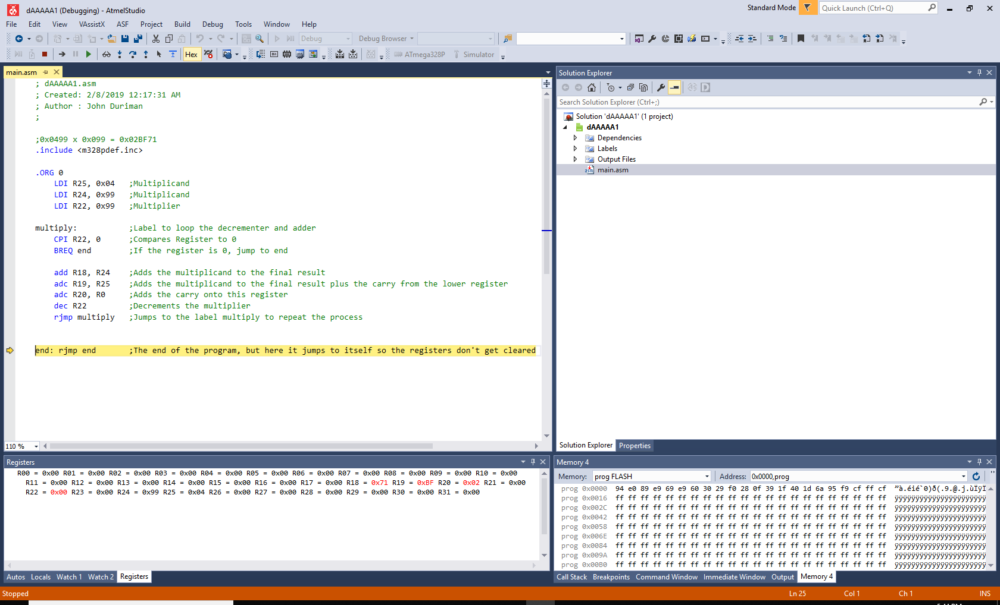 dAAAAA1 (Debugging) - AtmelStudio
Standard Mode
Quick Launch (Ctrl+Q)
File Edit View VAssistX ASF Project Build Debug Tools Window Help
Debug Debug Browser
Hex ATmega328P Simulator
main.asm
; dAAAAA1.asm
; Created: 2/8/2019 12:17:31 AM
; Author : John Duriman
;
;0x0499 x 0x099 = 0x02BF71
.include <m328pdef.inc>
.ORG 0
LDI R25, 0x04 ;Multiplicand
LDI R24, 0x99 ;Multiplicand
LDI R22, 0x99 ;Multiplier
multiply: ;Label to loop the decrementer and adder
CPI R22, 0 ;Compares Register to 0
BREQ end ;If the register is 0, jump to end
add R18, R24 ;Adds the multiplicand to the final result
adc R19, R25 ;Adds the multiplicand to the final result plus the carry from the lower register
adc R20, R0 ;Adds the carry onto this register
dec R22 ;Decrements the multiplier
rjmp multiply ;Jumps to the label multiply to repeat the process
end: rjmp end ;The end of the program, but here it jumps to itself so the registers don't get cleared
110 %
Solution Explorer
Search Solution Explorer (Ctrl+;)
Solution 'dAAAAA1' (1 project)
dAAAAA1
Dependencies
Labels
Output Files
main.asm
Solution Explorer Properties
Registers
R00 = 0x00 R01 = 0x00 R02 = 0x00 R03 = 0x00 R04 = 0x00 R05 = 0x00 R06 = 0x00 R07 = 0x00 R08 = 0x00 R09 = 0x00 R10 = 0x00
R11 = 0x00 R12 = 0x00 R13 = 0x00 R14 = 0x00 R15 = 0x00 R16 = 0x00 R17 = 0x00 R18 = 0x71 R19 = 0xBF R20 = 0x02 R21 = 0x00
R22 = 0x00 R23 = 0x00 R24 = 0x99 R25 = 0x04 R26 = 0x00 R27 = 0x00 R28 = 0x00 R29 = 0x00 R30 = 0x00 R31 = 0x00
Autos Locals Watch 1 Watch 2 Registers
Memory 4
Memory: prog FLASH Address: 0x0000,prog
prog 0x0000 94 e0 89 e9 69 e9 60 30 29 f0 28 0f 39 1f 40 1d 6a 95 f9 cf ff cf ”à.éié`0)ð(.9.@.j.ùÏÿÏ
prog 0x0016 ff ff ff ff ff ff ff ff ff ff ff ff ff ff ff ff ff ff ff ff ff ff ÿÿÿÿÿÿÿÿÿÿÿÿÿÿÿÿÿÿÿÿÿÿ
prog 0x002C ff ff ff ff ff ff ff ff ff ff ff ff ff ff ff ff ff ff ff ff ff ff ÿÿÿÿÿÿÿÿÿÿÿÿÿÿÿÿÿÿÿÿÿÿ
prog 0x0042 ff ff ff ff ff ff ff ff ff ff ff ff ff ff ff ff ff ff ff ff ff ff ÿÿÿÿÿÿÿÿÿÿÿÿÿÿÿÿÿÿÿÿÿÿ
prog 0x0058 ff ff ff ff ff ff ff ff ff ff ff ff ff ff ff ff ff ff ff ff ff ff ÿÿÿÿÿÿÿÿÿÿÿÿÿÿÿÿÿÿÿÿÿÿ
prog 0x006E ff ff ff ff ff ff ff ff ff ff ff ff ff ff ff ff ff ff ff ff ff ff ÿÿÿÿÿÿÿÿÿÿÿÿÿÿÿÿÿÿÿÿÿÿ
prog 0x0084 ff ff ff ff ff ff ff ff ff ff ff ff ff ff ff ff ff ff ff ff ff ff ÿÿÿÿÿÿÿÿÿÿÿÿÿÿÿÿÿÿÿÿÿÿ
prog 0x009A ff ff ff ff ff ff ff ff ff ff ff ff ff ff ff ff ff ff ff ff ff ff ÿÿÿÿÿÿÿÿÿÿÿÿÿÿÿÿÿÿÿÿÿÿ
prog 0x00B0 ff ff ff ff ff ff ff ff ff ff ff ff ff ff ff ff ff ff ff ff ff ff ÿÿÿÿÿÿÿÿÿÿÿÿÿÿÿÿÿÿÿÿÿÿ
Call Stack Breakpoints Command Window Immediate Window Output Memory 4
Stopped Ln 25 Col 1 Ch 1 INS